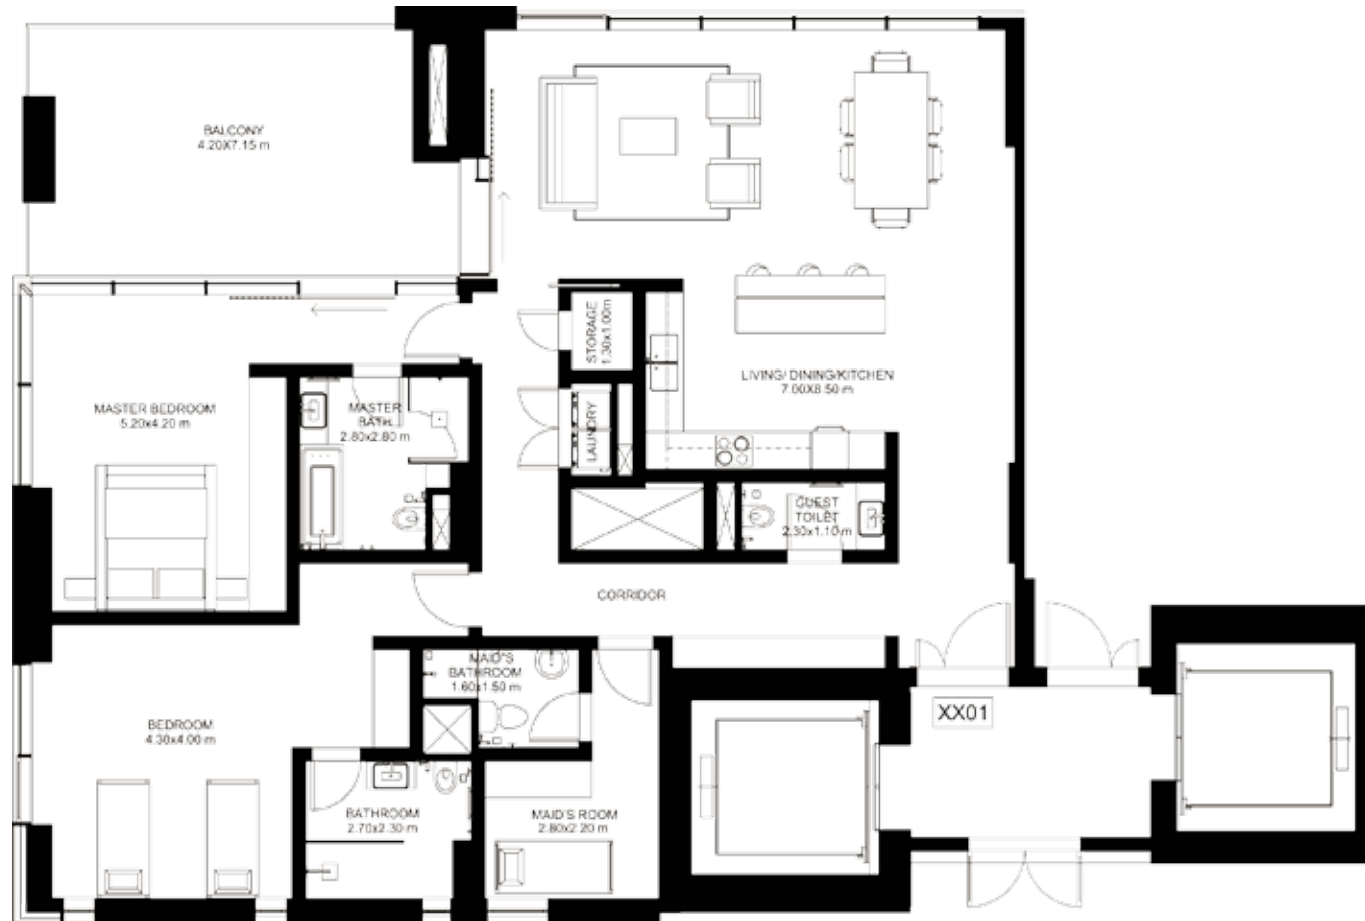 BALCONY
4.20X7.15 m
STORAGE
1.30x1.00m
LIVING/ DINING/KITCHEN
7.00X8.50 m
MASTER BEDROOM
5.20x4.20 m
MASTER
BATH
2.80x2.80 m
LAUNDRY
GUEST
TOILET
2.30x1.10 m
CORRIDOR
MAID'S
BATHROOM
1.60x1.50 m
XX01
BEDROOM
4.30x4.00 m
BATHROOM
2.70x2.30 m
MAID'S ROOM
2.80x2.20 m